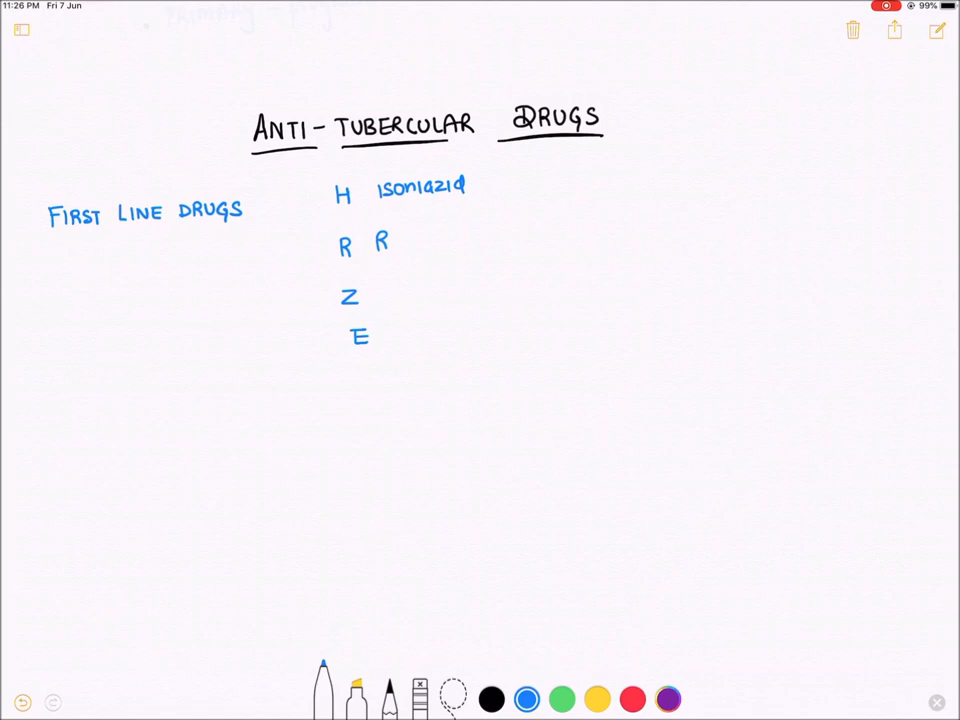 11:26 PM Fri 7 Jun
99%
ANTI-TUBERCULAR DRUGS
H isoniazid
FIRST LINE DRUGS
R R
Z
E